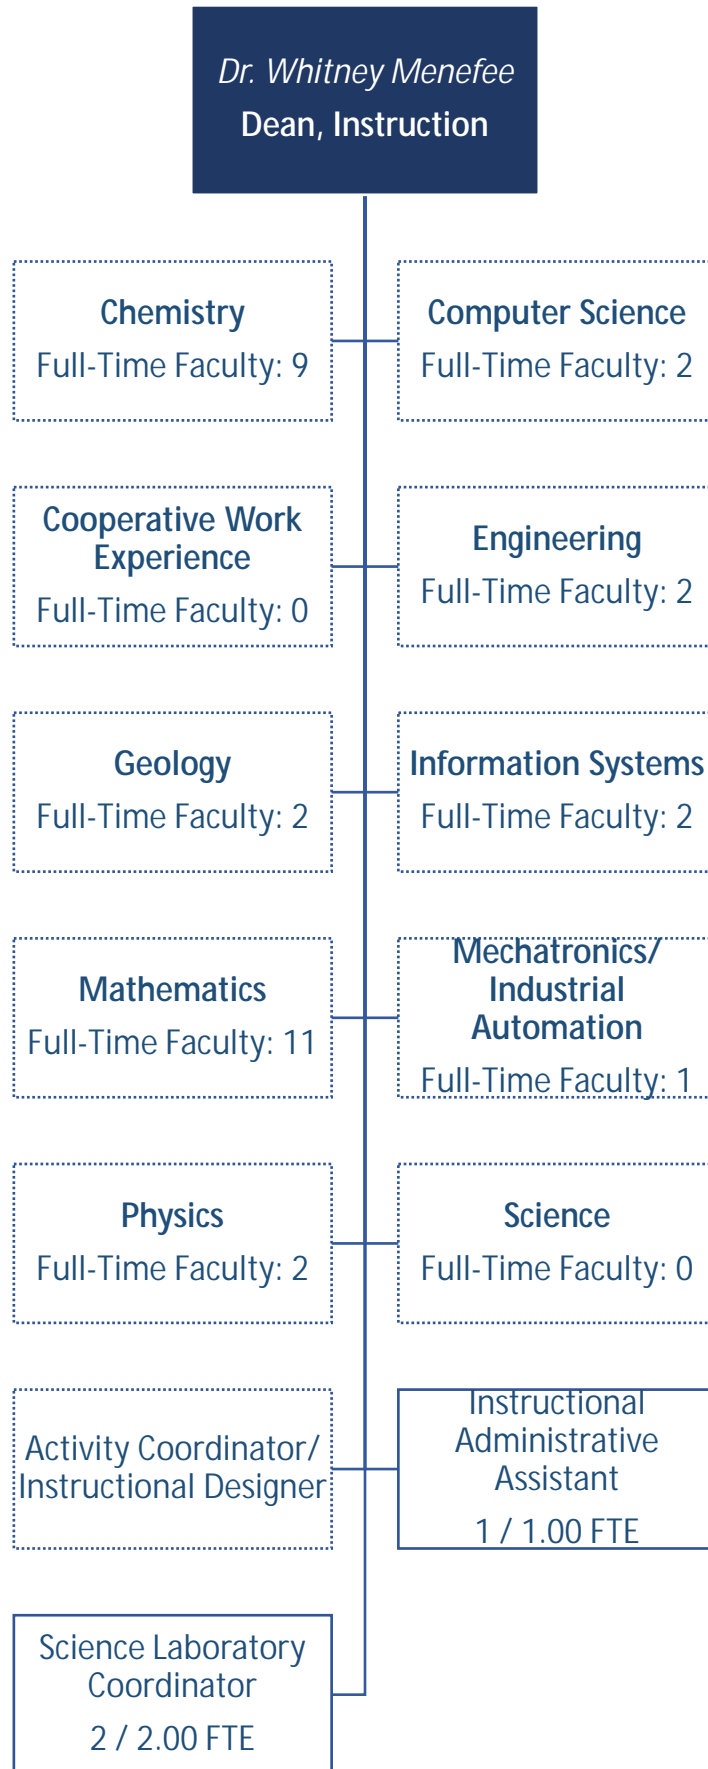 Dr. Whitney Menefee
Dean, Instruction
Chemistry
Full-Time Faculty: 9
Computer Science
Full-Time Faculty: 2
Cooperative Work
Experience
Full-Time Faculty: 0
Engineering
Full-Time Faculty: 2
Geology
Full-Time Faculty: 2
Information Systems
Full-Time Faculty: 2
Mathematics
Full-Time Faculty: 11
Mechatronics/
Industrial
Automation
Full-Time Faculty: 1
Physics
Full-Time Faculty: 2
Science
Full-Time Faculty: 0
Activity Coordinator/
Instructional Designer
Instructional
Administrative
Assistant
1 / 1.00 FTE
Science Laboratory
Coordinator
2 / 2.00 FTE